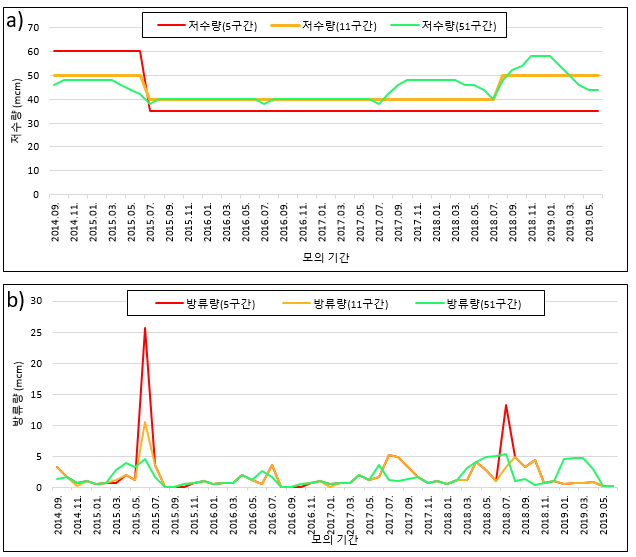 a)
저수량(5구간) 저수량(11구간) 저수량(51구간)
저수량 (mcm)
70
60
50
40
30
20
10
0
2014.09. 2014.11. 2015.01. 2015.03. 2015.05. 2015.07. 2015.09. 2015.11. 2016.01. 2016.03. 2016.05. 2016.07. 2016.09. 2016.11. 2017.01. 2017.03. 2017.05. 2017.07. 2017.09. 2017.11. 2018.01. 2018.03. 2018.05. 2018.07. 2018.09. 2018.11. 2019.01. 2019.03. 2019.05.
모의 기간
b)
방류량(5구간) 방류량(11구간) 방류량(51구간)
방류량 (mcm)
30
25
20
15
10
5
0
2014.09. 2014.11. 2015.01. 2015.03. 2015.05. 2015.07. 2015.09. 2015.11. 2016.01. 2016.03. 2016.05. 2016.07. 2016.09. 2016.11. 2017.01. 2017.03. 2017.05. 2017.07. 2017.09. 2017.11. 2018.01. 2018.03. 2018.05. 2018.07. 2018.09. 2018.11. 2019.01. 2019.03. 2019.05.
모의 기간